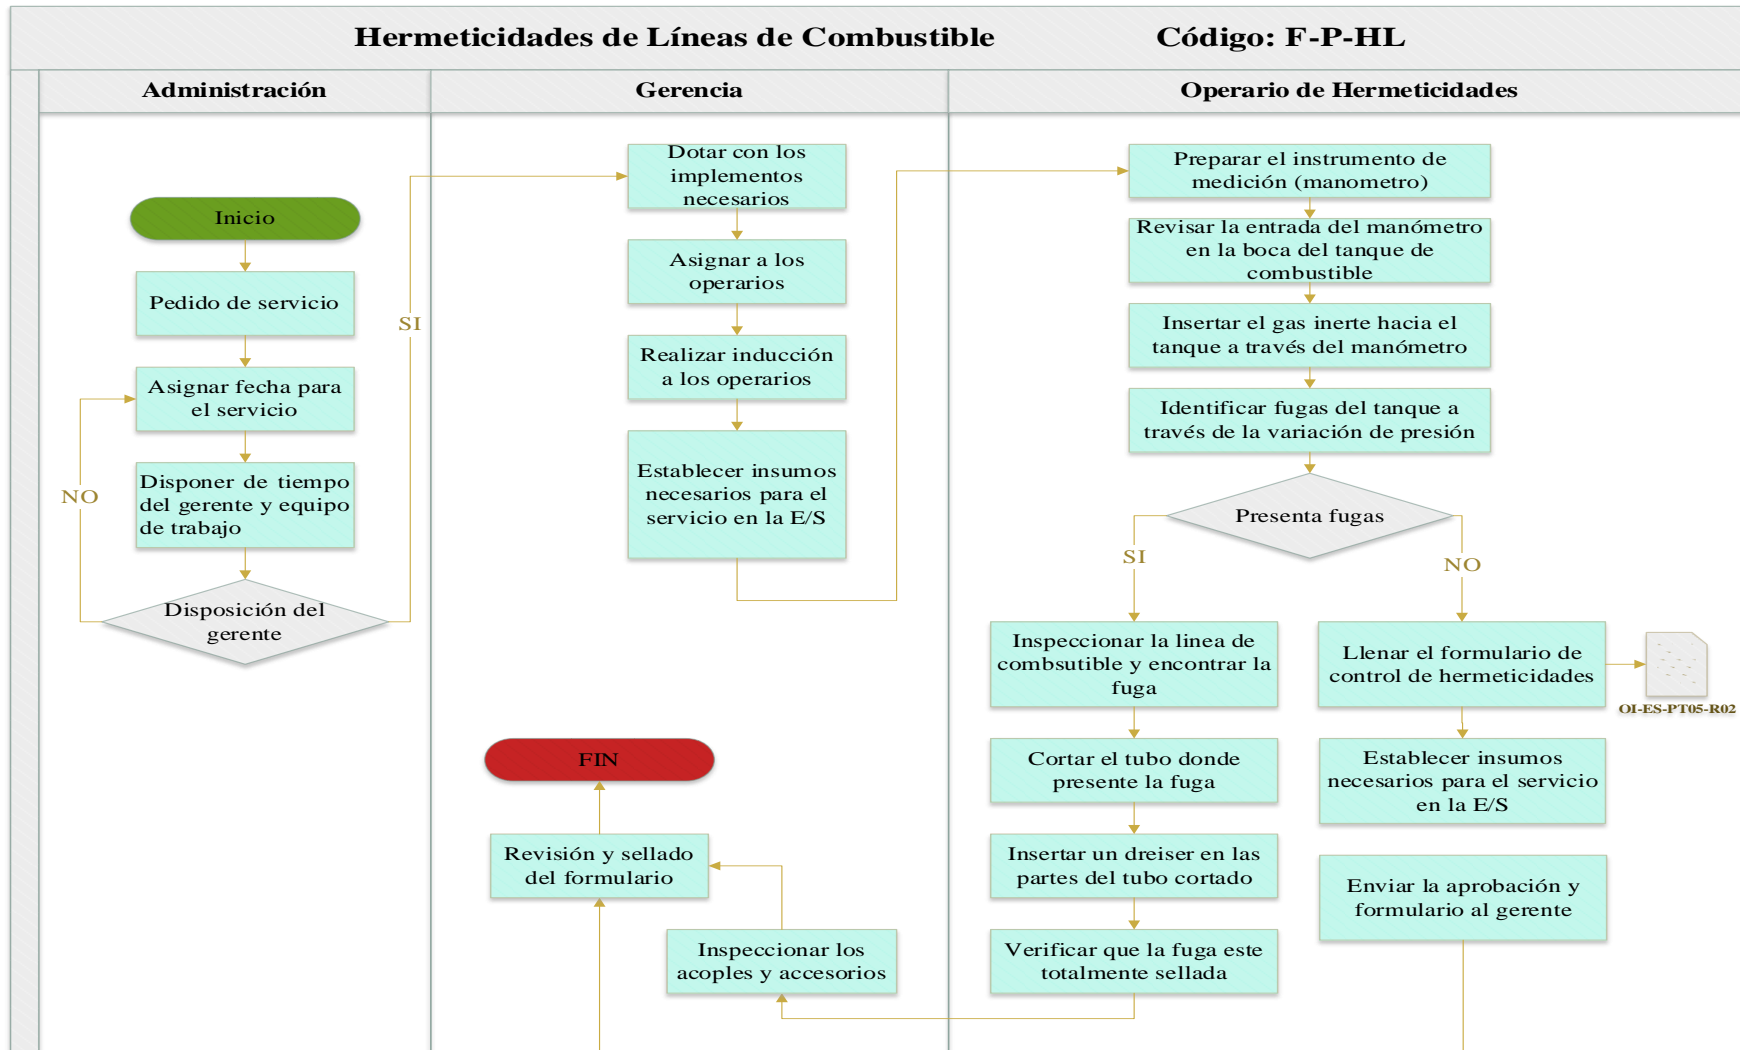 Hermeticidades de Líneas de Combustible Código: F-P-HL
Administración
Gerencia
Operario de Hermeticidades
Inicio
Pedido de servicio
Asignar fecha para
el servicio
Disponer de tiempo
del gerente y equipo
de trabajo
Disposición del
gerente
NO
SI
Dotar con los
implementos
necesarios
Asignar a los
operarios
Realizar inducción
a los operarios
Establecer insumos
necesarios para el
servicio en la E/S
FIN
Revisión y sellado
del formulario
Inspeccionar los
acoples y accesorios
Preparar el instrumento de
medición (manometro)
Revisar la entrada del manómetro
en la boca del tanque de
combustible
Insertar el gas inerte hacia el
tanque a través del manómetro
Identificar fugas del tanque a
través de la variación de presión
Presenta fugas
SI
NO
Inspeccionar la linea de
combsutible y encontrar la
fuga
Cortar el tubo donde
presente la fuga
Insertar un dreiser en las
partes del tubo cortado
Verificar que la fuga este
totalmente sellada
Llenar el formulario de
control de hermeticidades
OI-ES-PT05-R02
Establecer insumos
necesarios para el servicio
en la E/S
Enviar la aprobación y
formulario al gerente